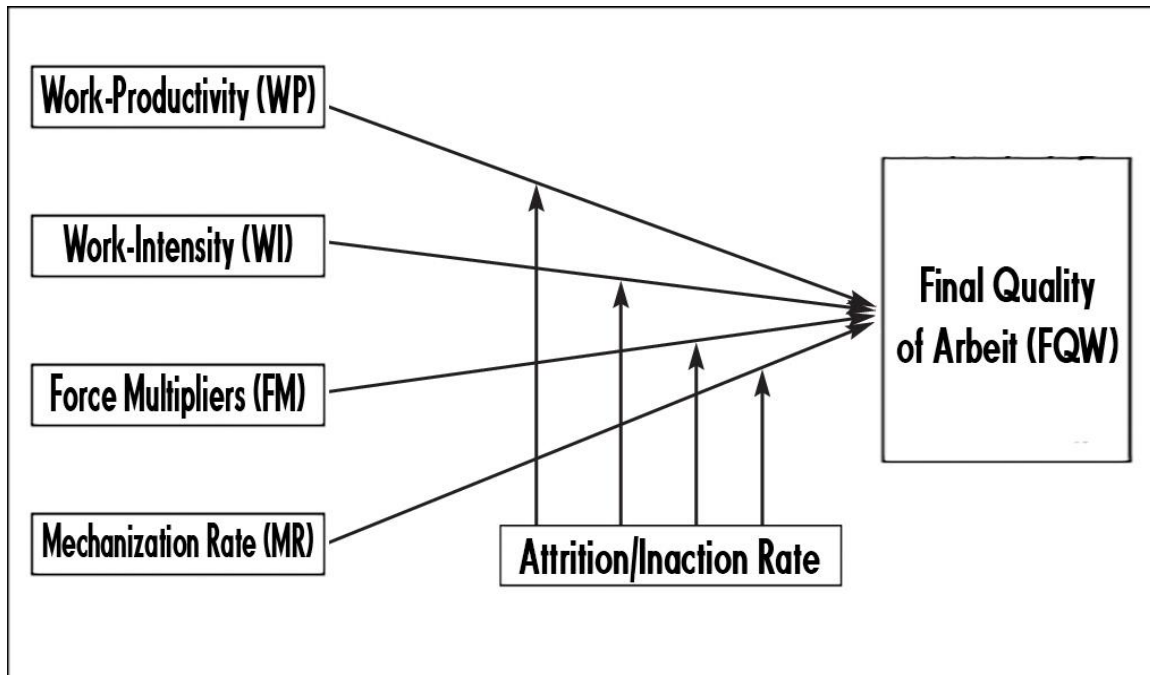 Work-Productivity (WP)
Work-Intensity (WI)
Force Multipliers (FM)
Mechanization Rate (MR)
Attrition/Inaction Rate
Final Quality
of Arbeit (FQW)